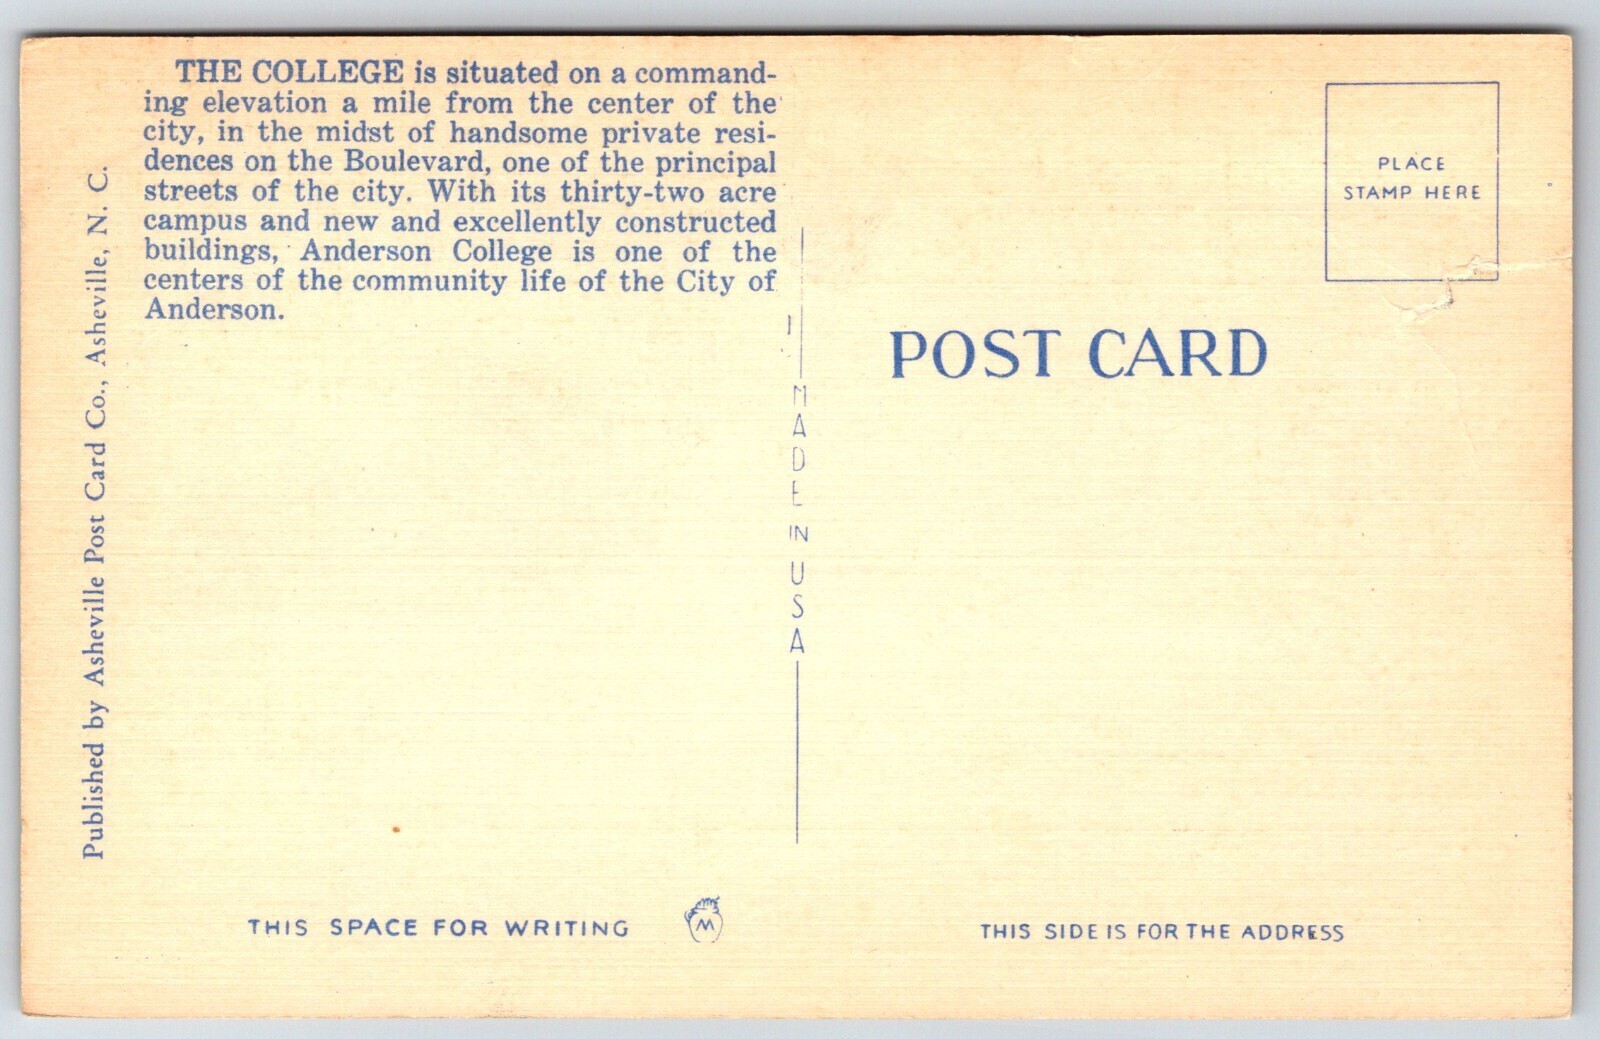 THE COLLEGE is situated on a command-
ing elevation a mile from the center of the
city, in the midst of handsome private resi-
dences on the Boulevard, one of the principal
streets of the city. With its thirty-two acre
campus and new and excellently constructed
buildings, Anderson College is one of the
centers of the community life of the City of
Anderson.
Published by Asheville Post Card Co., Asheville, N. C.
MADE IN USA
PLACE
STAMP HERE
POST CARD
THIS SPACE FOR WRITING
M
THIS SIDE IS FOR THE ADDRESS